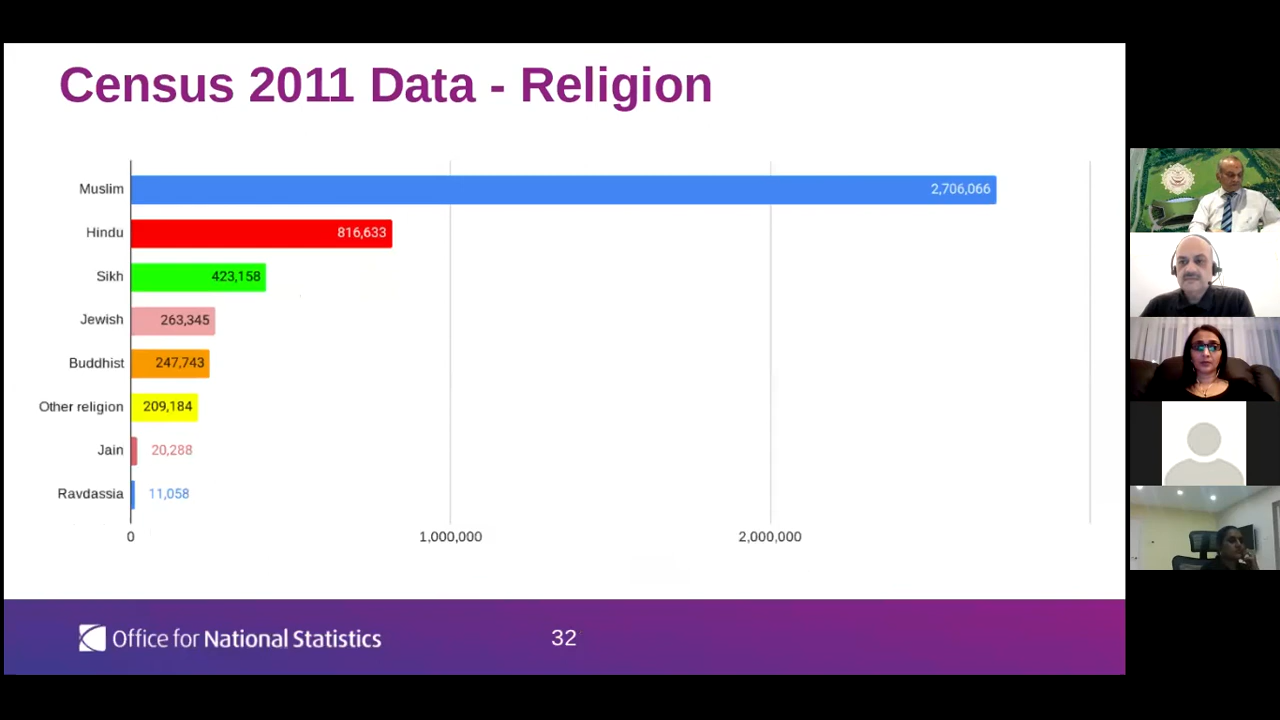 Census 2011 Data - Religion
Muslim 2,706,066
Hindu 816,633
Sikh 423,158
Jewish 263,345
Buddhist 247,743
Other religion 209,184
Jain 20,288
Ravdassia 11,058
0 1,000,000 2,000,000
Office for National Statistics 32